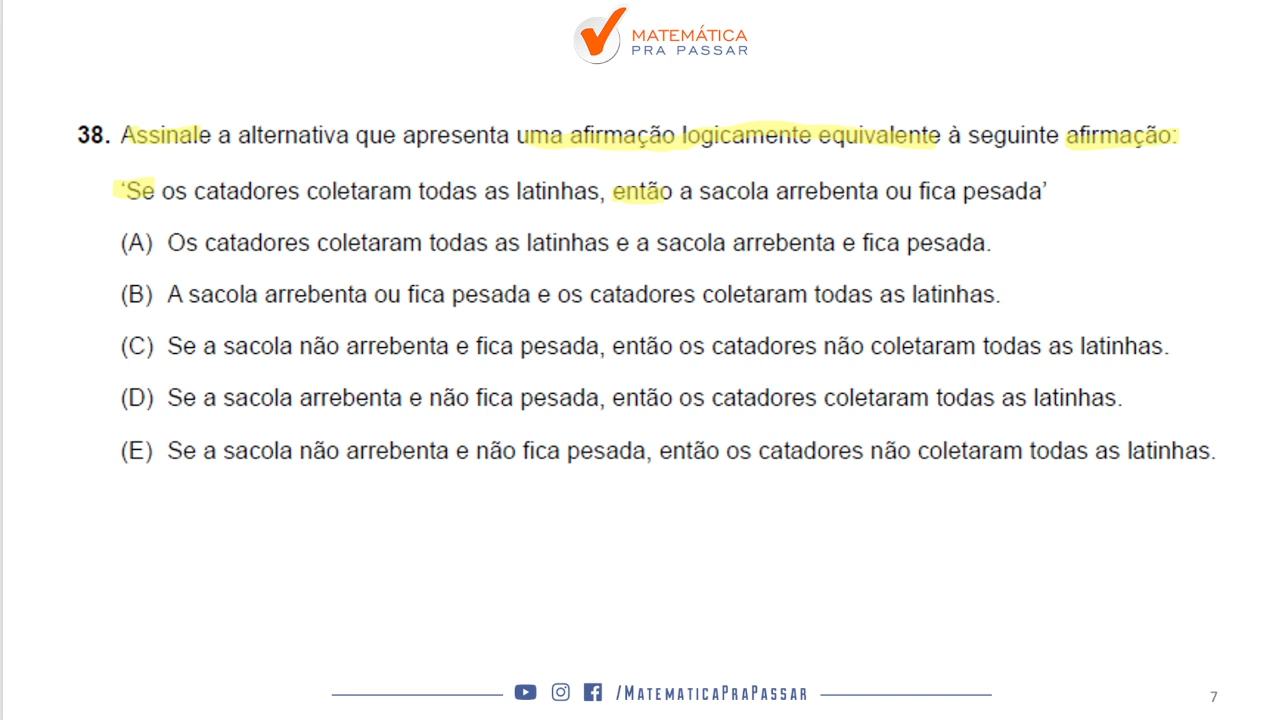 MATEMÁTICA
PRA PASSAR
38. Assinale a alternativa que apresenta uma afirmação logicamente equivalente à seguinte afirmação:
‘Se os catadores coletaram todas as latinhas, então a sacola arrebenta ou fica pesada’
(A) Os catadores coletaram todas as latinhas e a sacola arrebenta e fica pesada.
(B) A sacola arrebenta ou fica pesada e os catadores coletaram todas as latinhas.
(C) Se a sacola não arrebenta e fica pesada, então os catadores não coletaram todas as latinhas.
(D) Se a sacola arrebenta e não fica pesada, então os catadores coletaram todas as latinhas.
(E) Se a sacola não arrebenta e não fica pesada, então os catadores não coletaram todas as latinhas.
/MATEMATICAPRAPASSAR
7